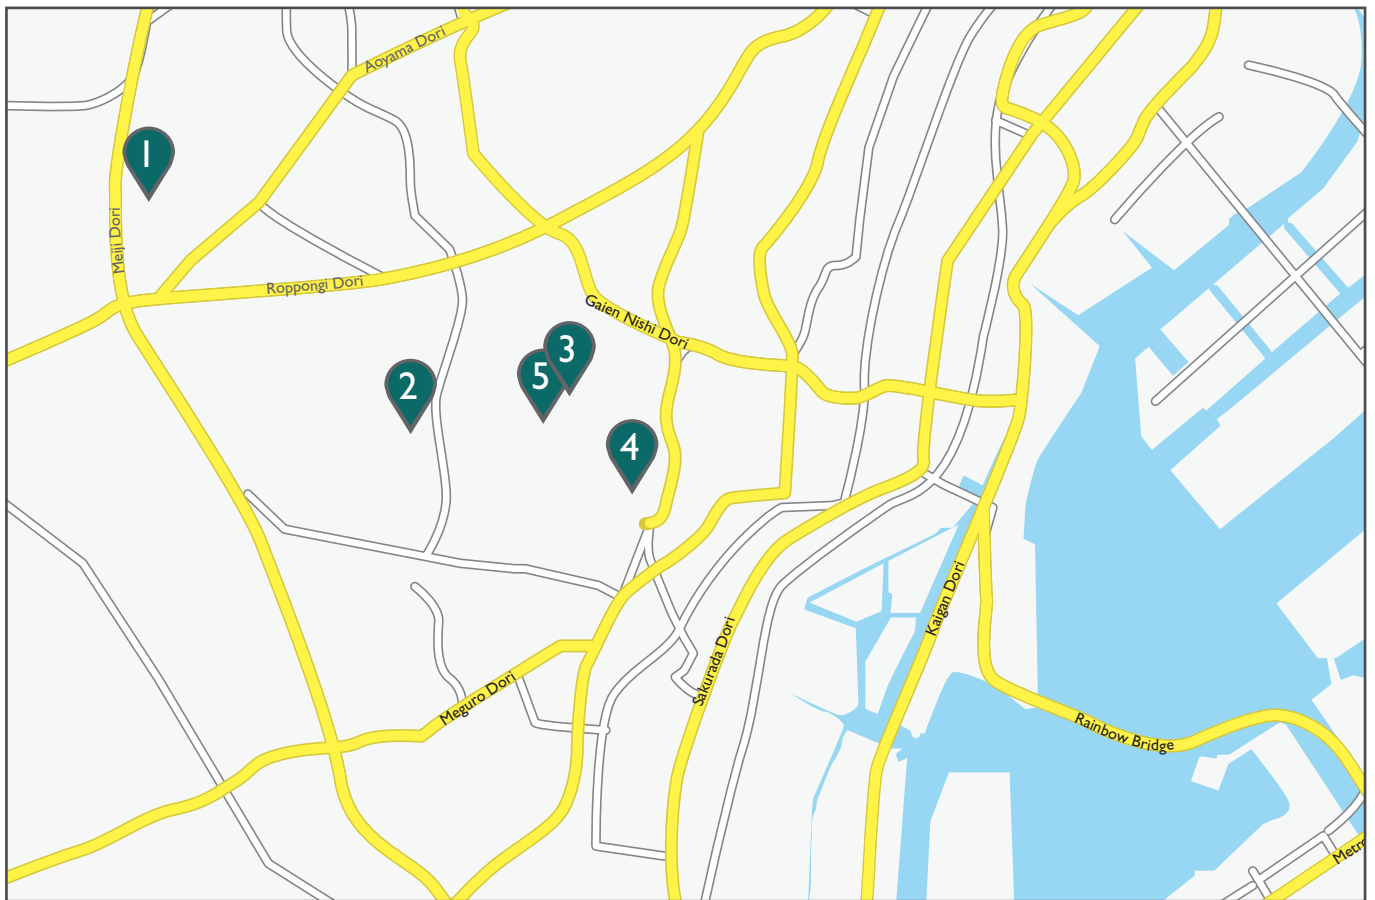 Aoyama Dori
1
Meiji Dori
Roppongi Dori
Gaien Nishi Dori
3
5
2
4
Kaigan Dori
Sakurada Dori
Meguro Dori
Rainbow Bridge
Metro